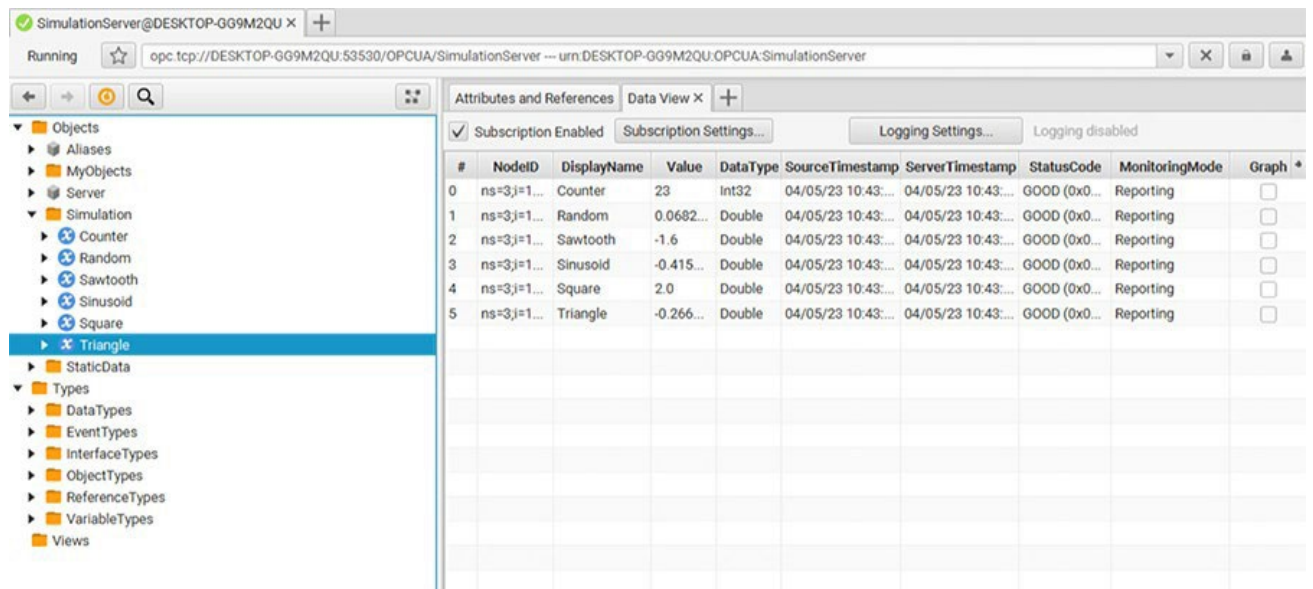 SimulationServer@DESKTOP-GG9M2QU
Running opc.tcp://DESKTOP-GG9M2QU:53530/OPCUA/SimulationServer --- urn:DESKTOP-GG9M2QU:OPCUA:SimulationServer
Objects
Aliases
MyObjects
Server
Simulation
Counter
Random
Sawtooth
Sinusoid
Square
Triangle
StaticData
Types
DataTypes
EventTypes
InterfaceTypes
ObjectTypes
ReferenceTypes
VariableTypes
Views
Attributes and References Data View
Subscription Enabled Subscription Settings... Logging Settings... Logging disabled
# NodeID DisplayName Value DataType SourceTimestamp ServerTimestamp StatusCode MonitoringMode Graph
0 ns=3;i=1... Counter 23 Int32 04/05/23 10:43:... 04/05/23 10:43:... GOOD (0x0... Reporting
1 ns=3;i=1... Random 0.0682... Double 04/05/23 10:43:... 04/05/23 10:43:... GOOD (0x0... Reporting
2 ns=3;i=1... Sawtooth -1.6 Double 04/05/23 10:43:... 04/05/23 10:43:... GOOD (0x0... Reporting
3 ns=3;i=1... Sinusoid -0.415... Double 04/05/23 10:43:... 04/05/23 10:43:... GOOD (0x0... Reporting
4 ns=3;i=1... Square 2.0 Double 04/05/23 10:43:... 04/05/23 10:43:... GOOD (0x0... Reporting
5 ns=3;i=1... Triangle -0.266... Double 04/05/23 10:43:... 04/05/23 10:43:... GOOD (0x0... Reporting